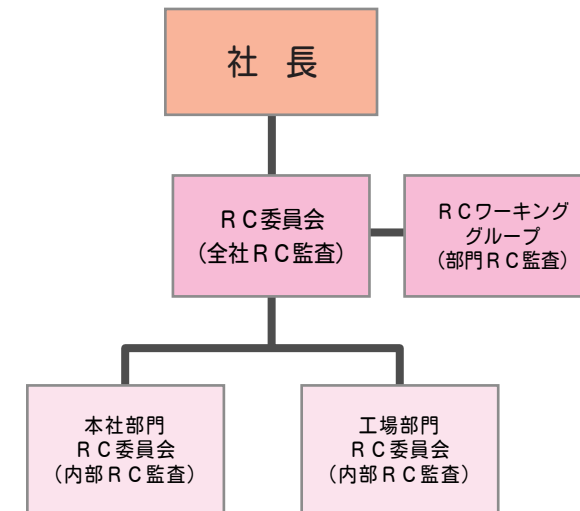 社　長
ＲＣ委員会
（全社ＲＣ監査）
ＲＣワーキング
グループ
（部門ＲＣ監査）
本社部門
ＲＣ委員会
（内部ＲＣ監査）
工場部門
ＲＣ委員会
（内部ＲＣ監査）